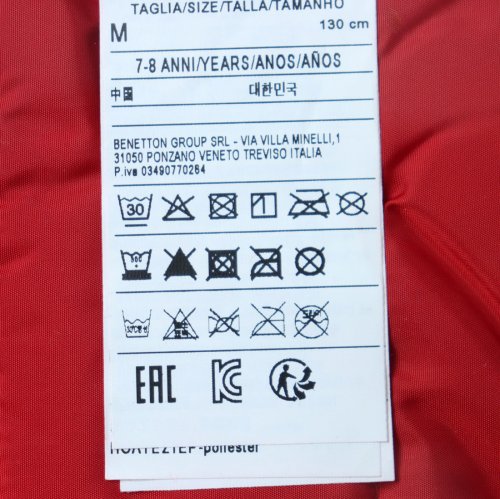 TAGLIA/SIZE/TALLA/TAMANHO
M 130 cm
7-8 ANNI/YEARS/ANOS/AÑOS
中国 대한민국
BENETTON GROUP SRL - VIA VILLA MINELLI,1
31050 PONZANO VENETO TREVISO ITALIA
P.iva 03490770264
30
EAC